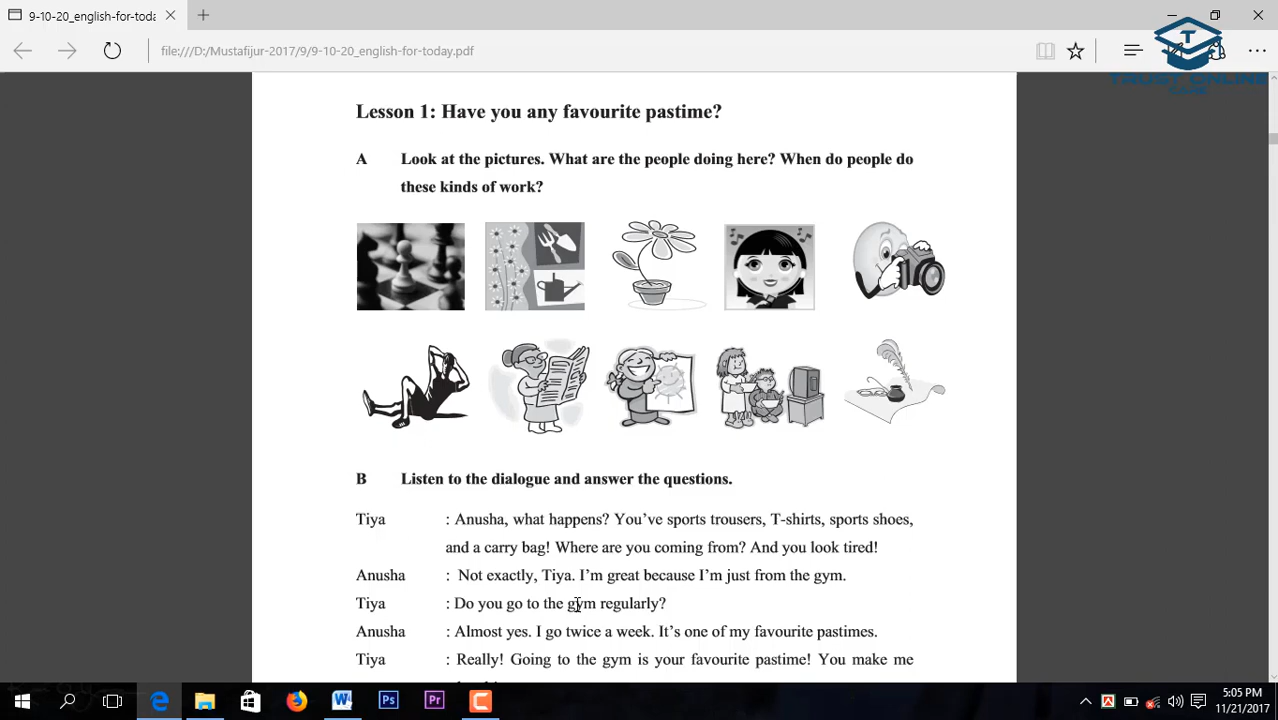 9-10-20_english-for-toda
file:///D:/Mustafijur-2017/9/9-10-20_english-for-today.pdf
T
TRUST ONLINE
Lesson 1: Have you any favourite pastime?
A Look at the pictures. What are the people doing here? When do people do
these kinds of work?
B Listen to the dialogue and answer the questions.
Tiya : Anusha, what happens? You've sports trousers, T-shirts, sports shoes,
and a carry bag! Where are you coming from? And you look tired!
Anusha : Not exactly, Tiya. I'm great because I'm just from the gym.
Tiya : Do you go to the gym regularly?
Anusha : Almost yes. I go twice a week. It's one of my favourite pastimes.
Tiya : Really! Going to the gym is your favourite pastime! You make me
W Ps Pr
5:05 PM
11/21/2017